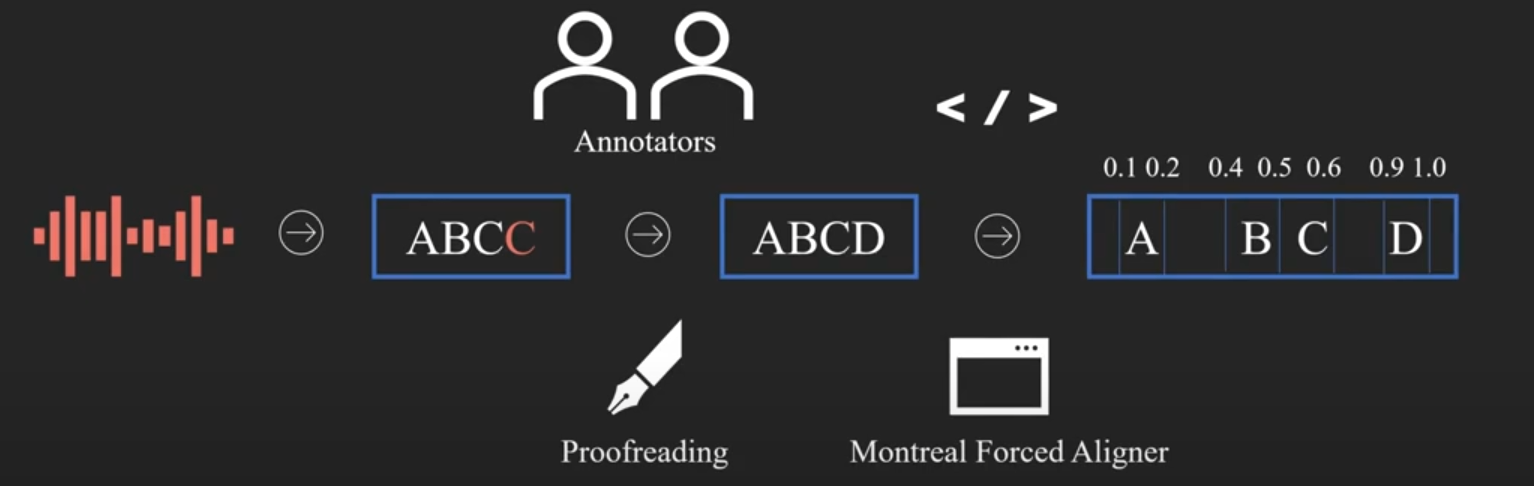 Annotators
</>
0.1 0.2 0.4 0.5 0.6 0.9 1.0
ABCC
ABCD
A B C D
Proofreading
Montreal Forced Aligner